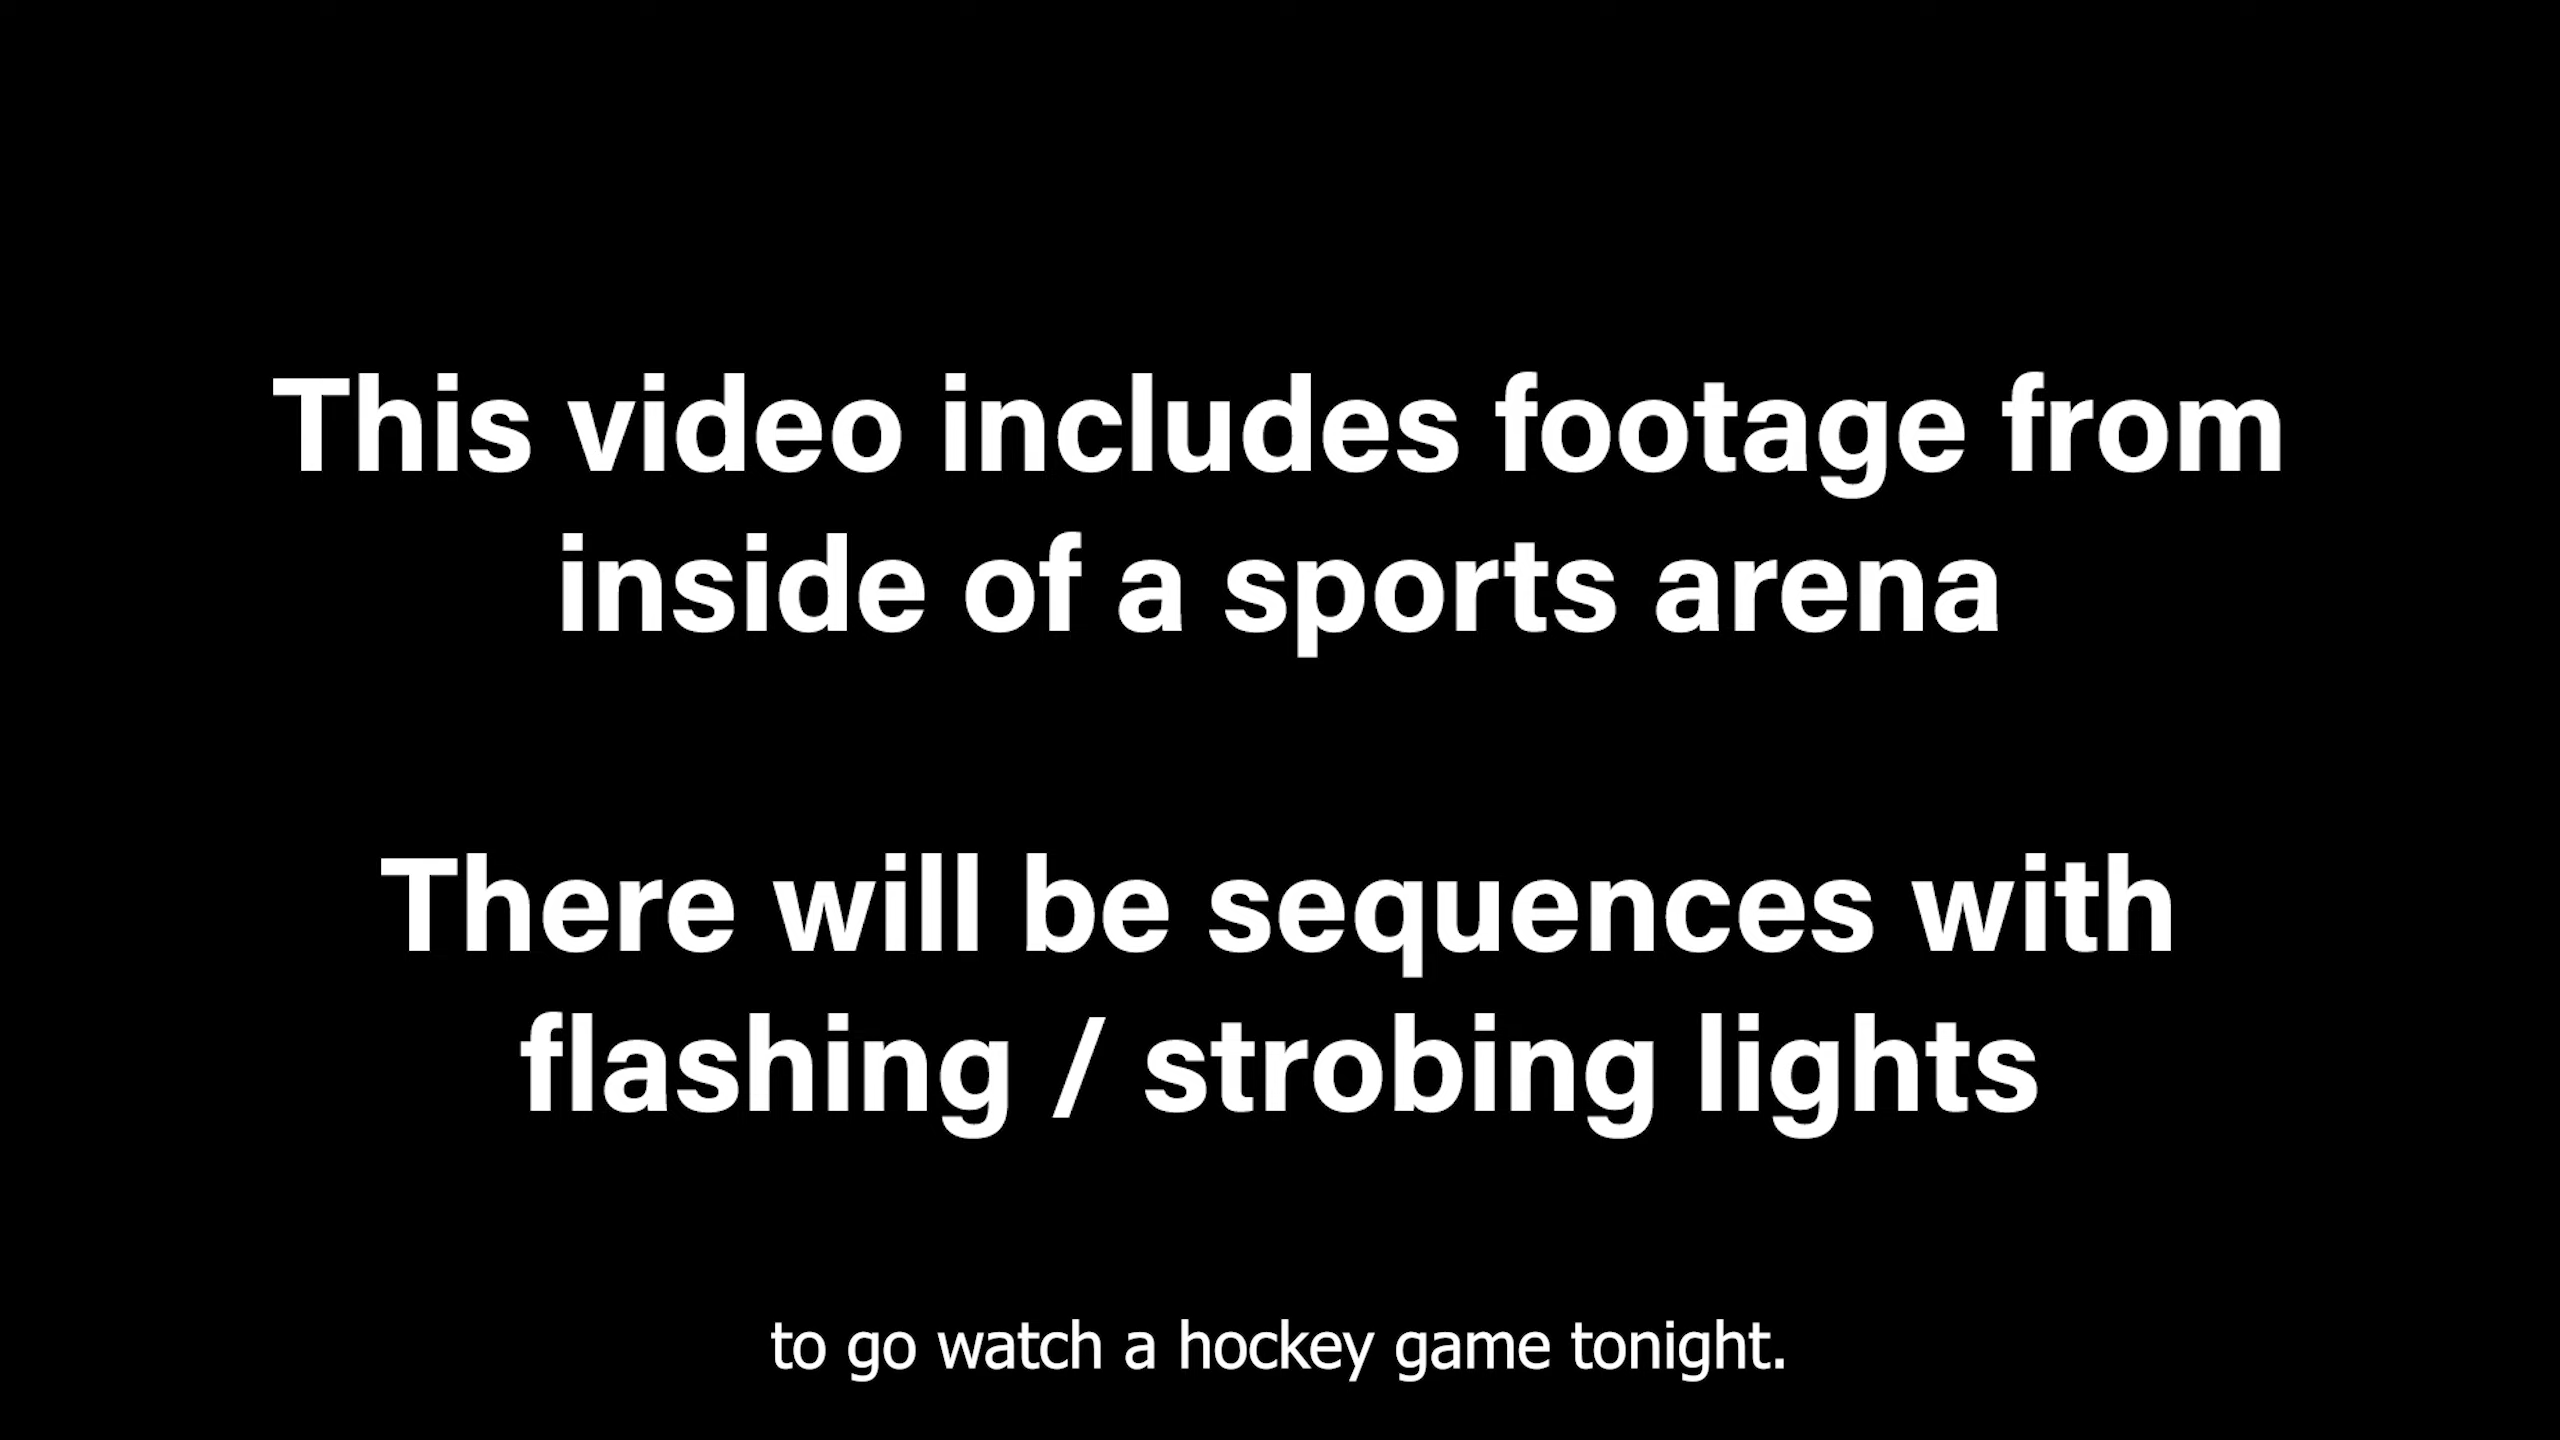 This video includes footage from
inside of a sports arena
There will be sequences with
flashing / strobing lights
to go watch a hockey game tonight.